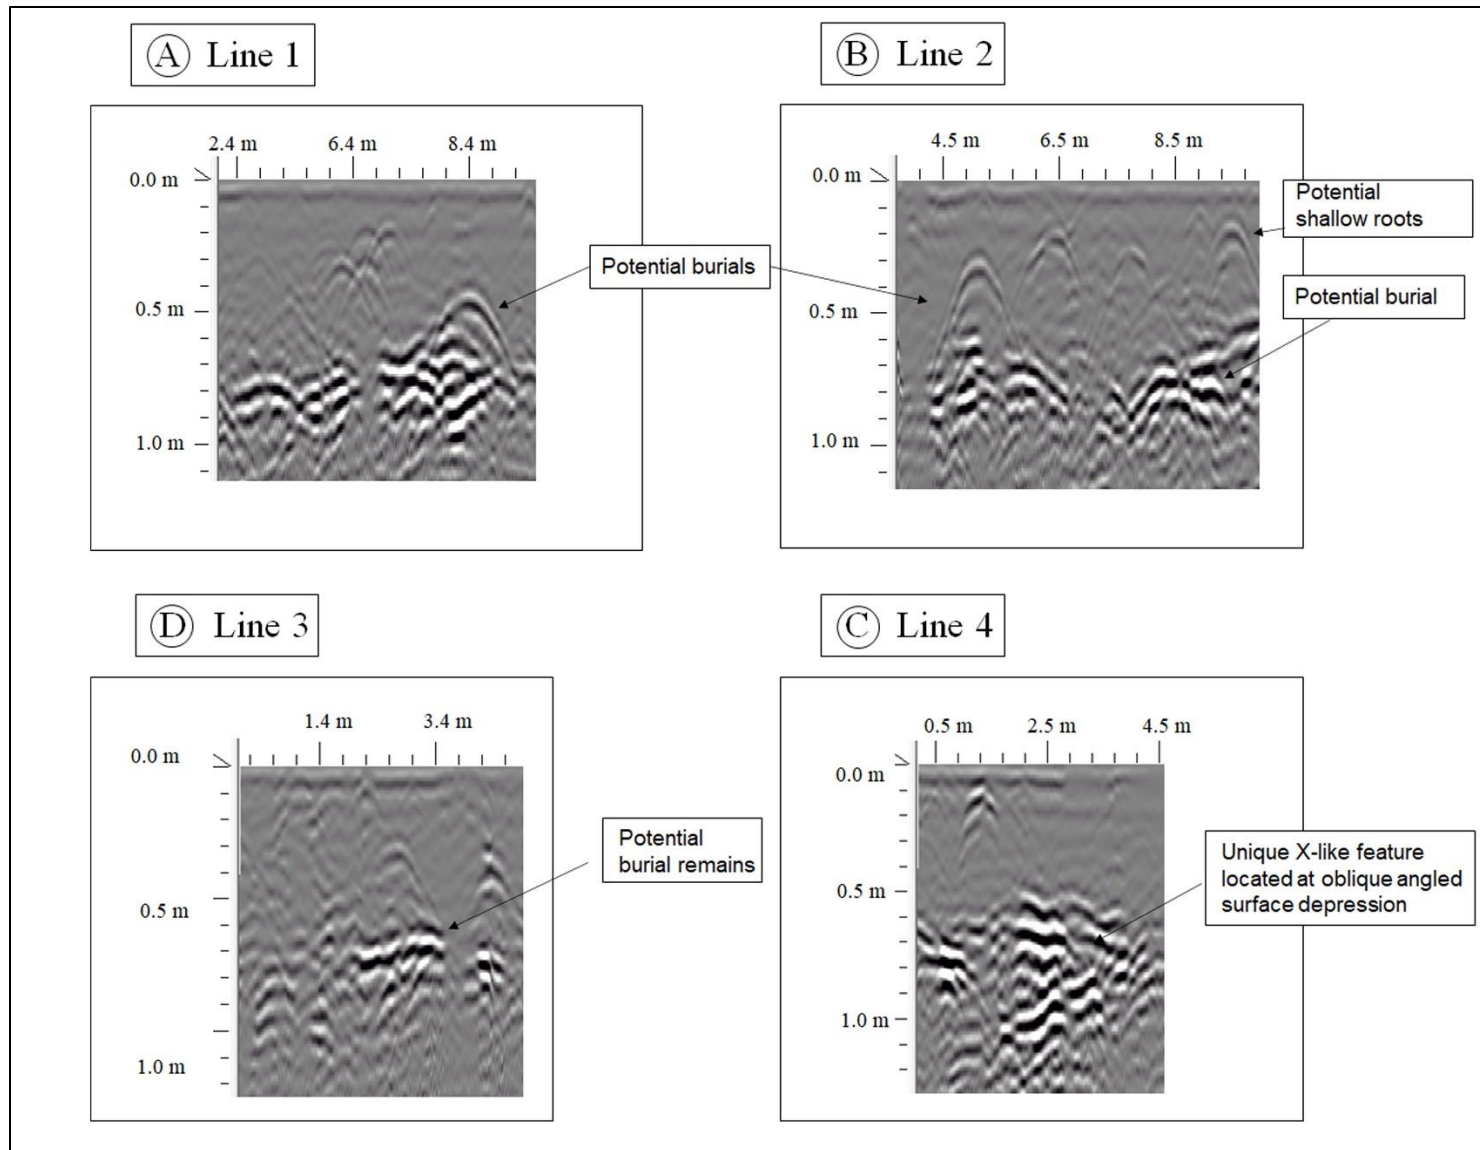 A Line 1
2.4 m 6.4 m 8.4 m
0.0 m
0.5 m
1.0 m
Potential burials
B Line 2
4.5 m 6.5 m 8.5 m
0.0 m
0.5 m
1.0 m
Potential
shallow roots
Potential burial
D Line 3
1.4 m 3.4 m
0.0 m
0.5 m
1.0 m
Potential
burial remains
C Line 4
0.5 m 2.5 m 4.5 m
0.0 m
0.5 m
1.0 m
Unique X-like feature
located at oblique angled
surface depression